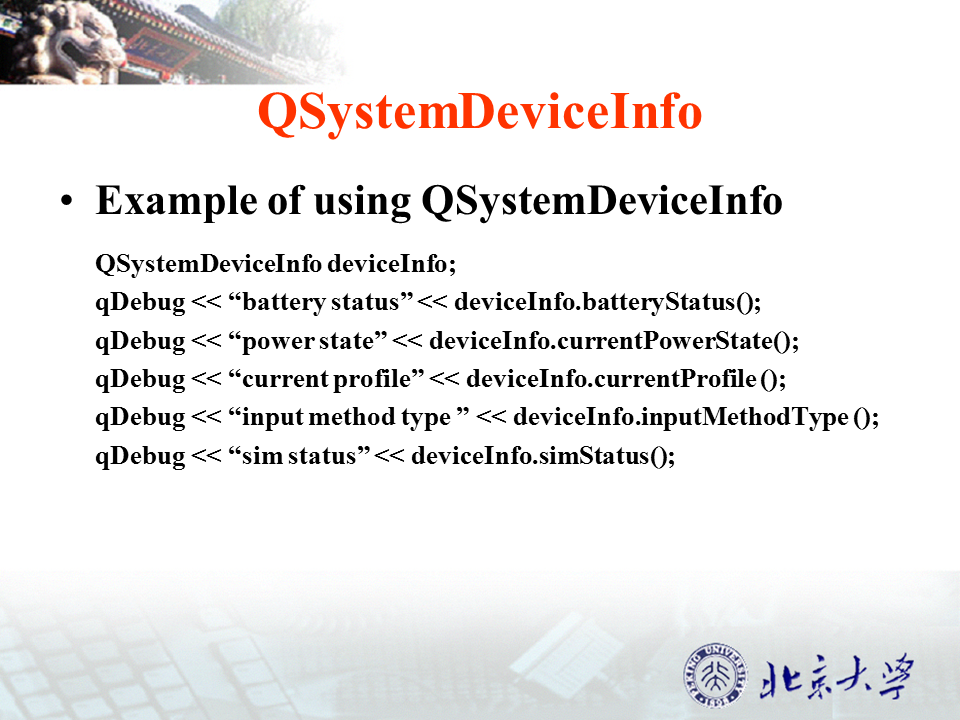 QSystemDeviceInfo
• Example of using QSystemDeviceInfo
QSystemDeviceInfo deviceInfo;
qDebug << “battery status” << deviceInfo.batteryStatus();
qDebug << “power state” << deviceInfo.currentPowerState();
qDebug << “current profile” << deviceInfo.currentProfile ();
qDebug << “input method type ” << deviceInfo.inputMethodType ();
qDebug << “sim status” << deviceInfo.simStatus();
PEKING UNIVERSITY
1898
北京大学